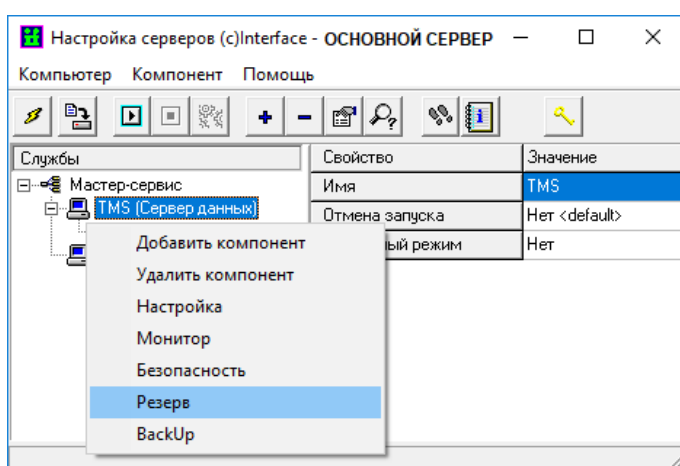 Настройка серверов (c)Interface - ОСНОВНОЙ СЕРВЕР
Компьютер Компонент Помощь
Службы Свойство Значение
Мастер-сервис Имя TMS
TMS (Сервер данных) Отмена запуска Нет <default>
ый режим Нет
Добавить компонент
Удалить компонент
Настройка
Монитор
Безопасность
Резерв
BackUp